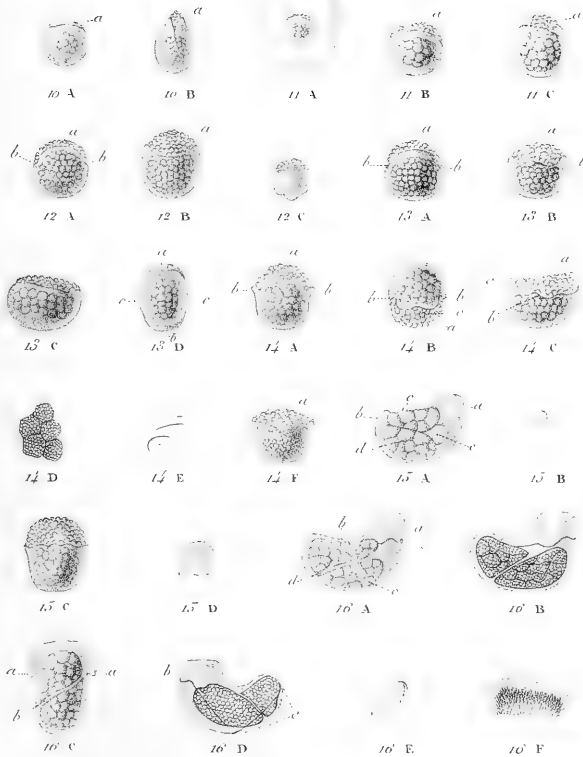 a a a a
10 A 10 B 11 A 11 B 11 C
a a a a
b b b b b
12 A 12 B 12 C 13 A 13 B
a a a
c c b b b b c
b c a b
13 C 13 D 14 A 14 B 14 C
a c a
b
d e
14 D 14 E 14 F 15 A 15 B
b a
d c
15 C 15 D 16 A 16 B
a a b
b c
16 C 16 D 16 E 16 F